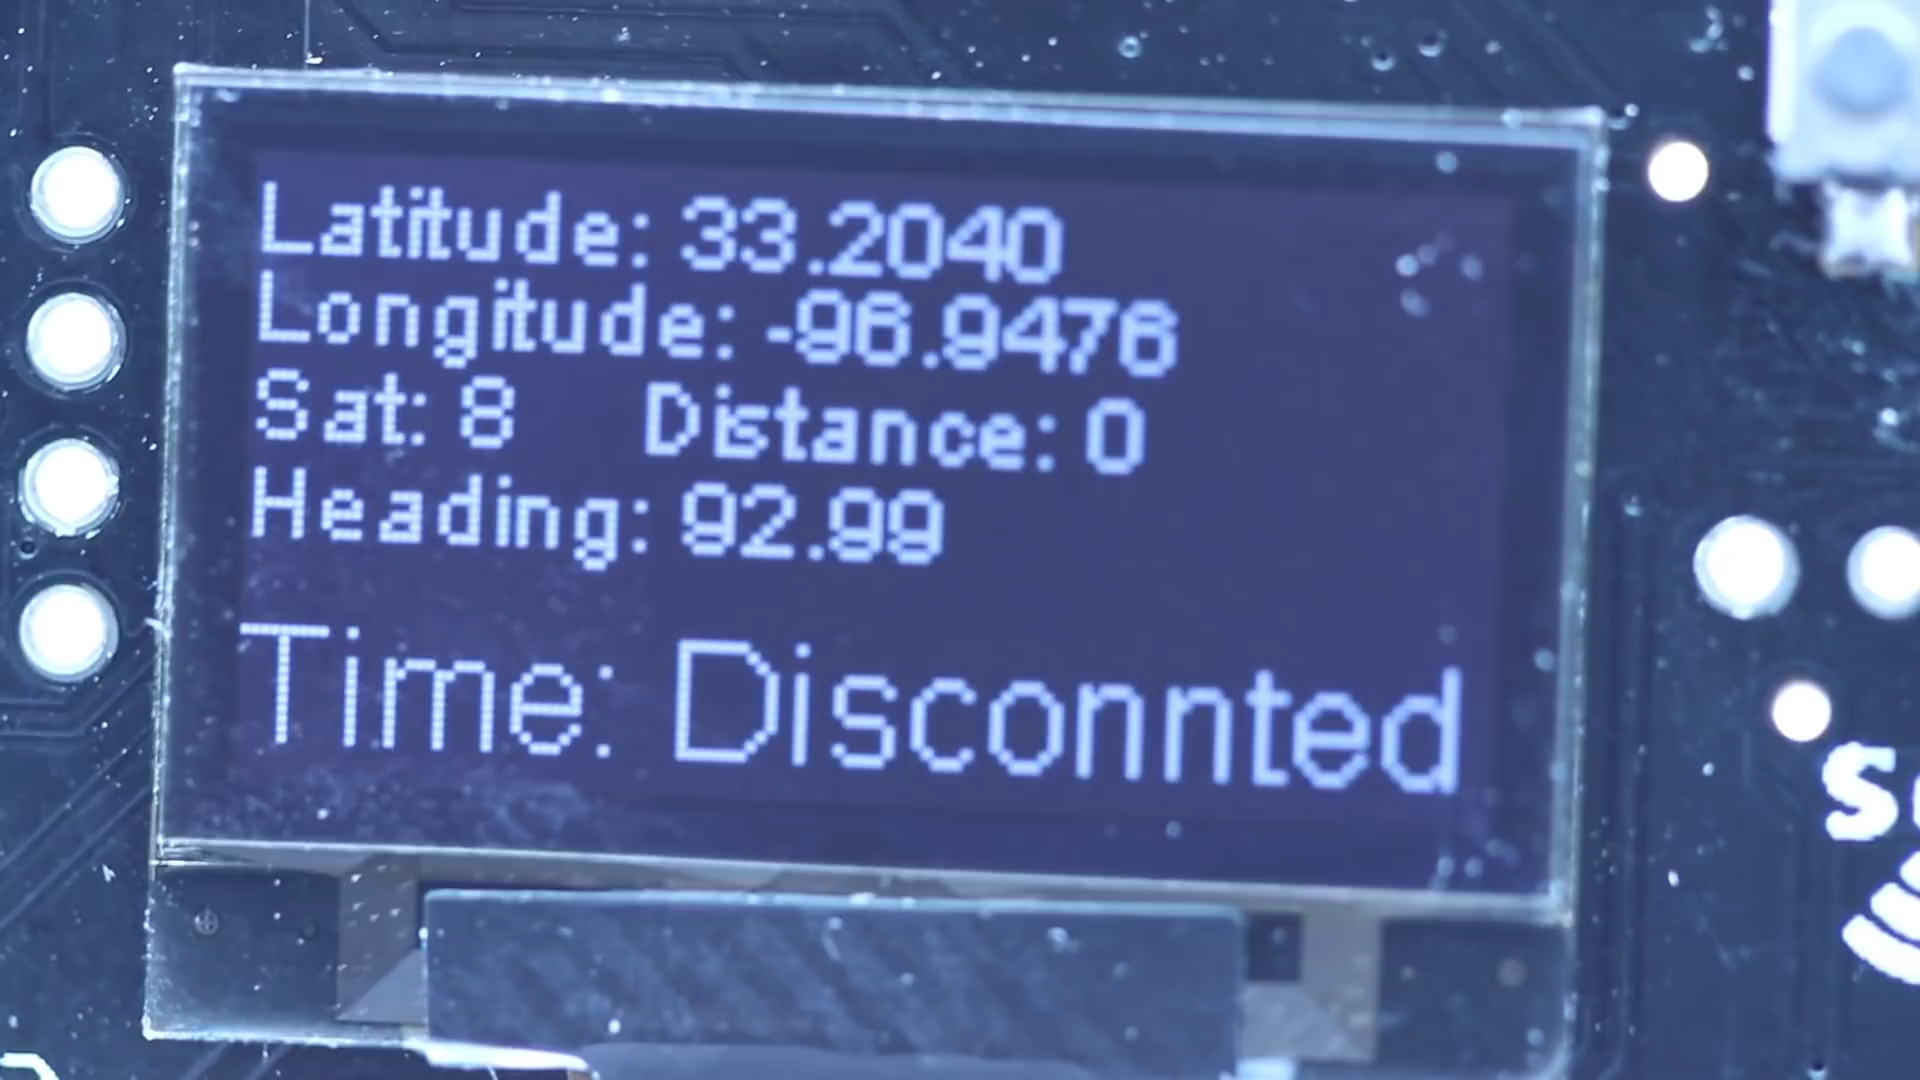 Latitude: 33.2040
Longitude: -96.9476
Sat: 8 Distance: 0
Heading: 92.99
Time: Disconnted